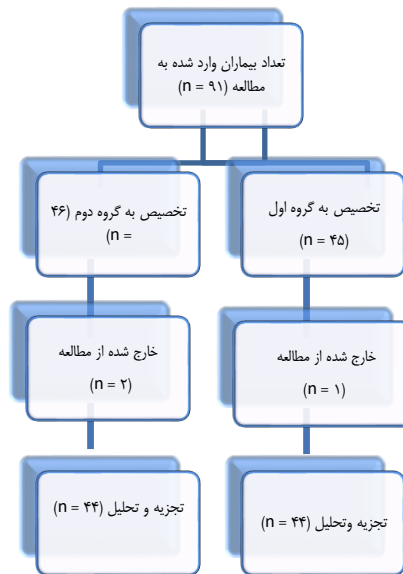 تعداد بیماران وارد شده به
مطالعه (n = ۹۱)
تخصیص به گروه اول
(n = ۴۵)
تخصیص به گروه دوم (۴۶
= n)
خارج شده از مطالعه
(n = ۱)
خارج شده از مطالعه
(n = ۲)
تجزیه وتحلیل (n = ۴۴)
تجزیه و تحلیل (n = ۴۴)